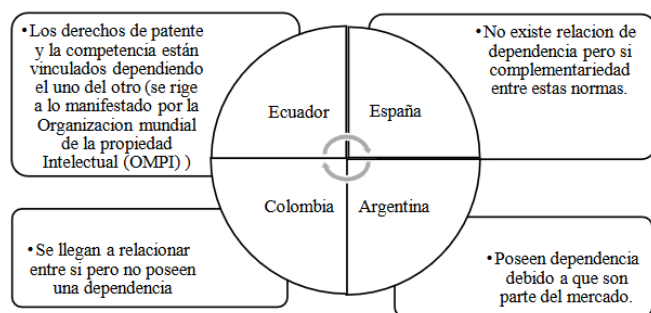 •Los derechos de patente
y la competencia están
vinculados dependiendo
el uno del otro (se rige
a lo manifestado por la
Organizacion mundial
de la propiedad
Intelectual (OMPI) )
•No existe relacion de
dependencia pero si
complementariedad
entre estas normas.
Ecuador
España
Colombia
Argentina
•Se llegan a relacionar
entre si pero no poseen
una dependencia
•Poseen dependencia
debido a que son
parte del mercado.